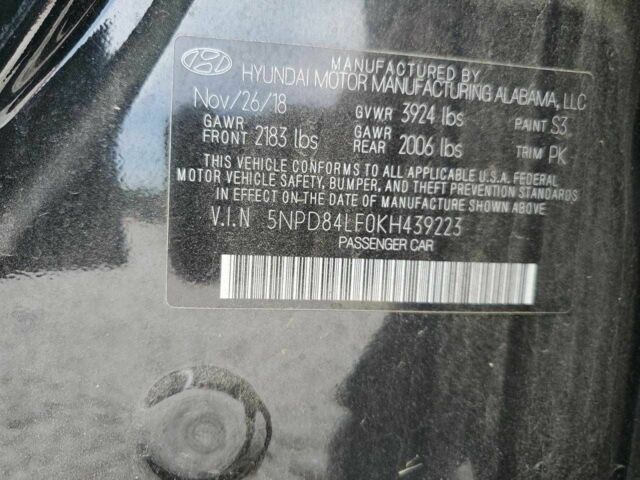 MANUFACTURED BY
HYUNDAI MOTOR MANUFACTURING ALABAMA, LLC
Nov/26/18 GVWR 3924 lbs PAINT S3
GAWR FRONT 2183 lbs GAWR REAR 2006 lbs TRIM PK
THIS VEHICLE CONFORMS TO ALL APPLICABLE U.S.A. FEDERAL
MOTOR VEHICLE SAFETY, BUMPER, AND THEFT PREVENTION STANDARDS
IN EFFECT ON THE DATE OF MANUFACTURE SHOWN ABOVE.
V.I.N 5NPD84LF0KH439223
PASSENGER CAR